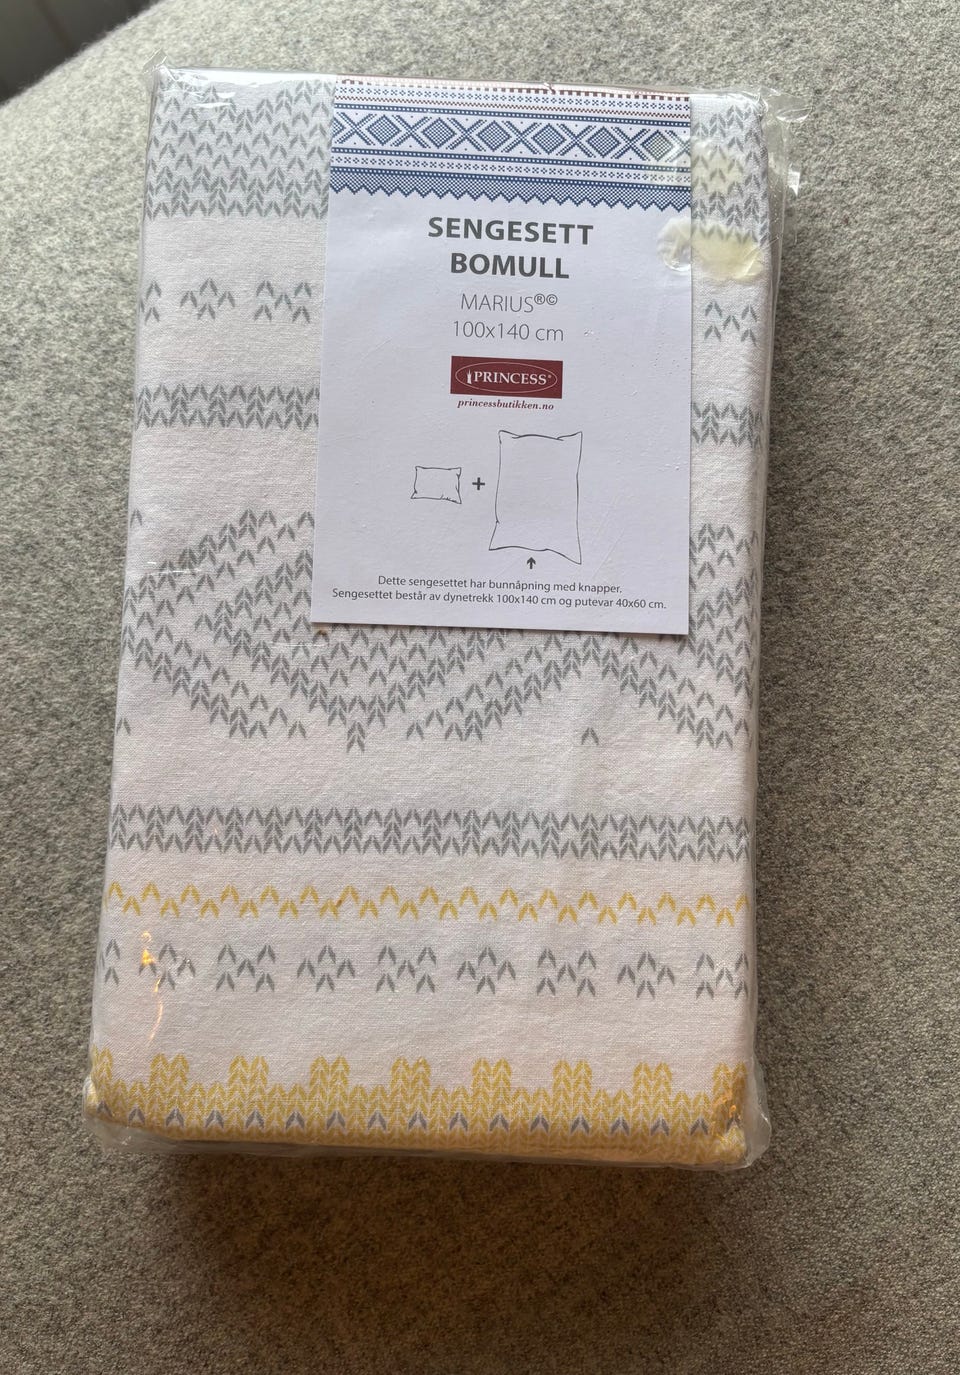 SENGESETT
BOMULL
MARIUS®©
100x140 cm
PRINCESS®
princessbutikken.no
+
Dette sengesettet har bunnåpning med knapper.
Sengesettet består av dynetrekk 100x140 cm og putevar 40x60 cm.